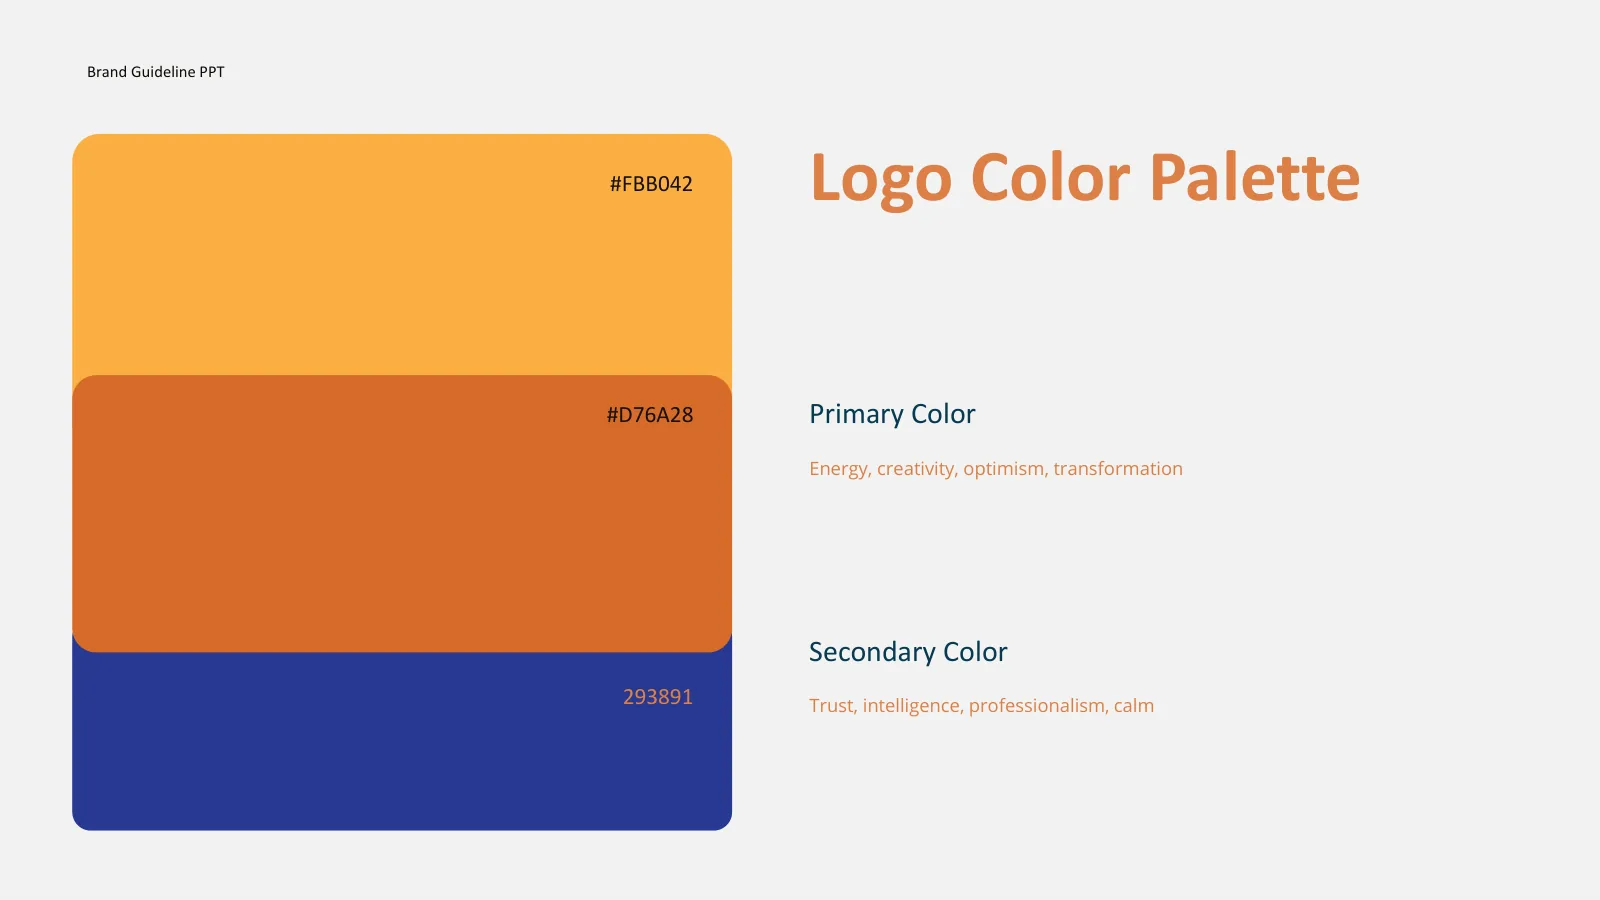 Brand Guideline PPT
#FBB042
Logo Color Palette
#D76A28
Primary Color
Energy, creativity, optimism, transformation
Secondary Color
293891
Trust, intelligence, professionalism, calm